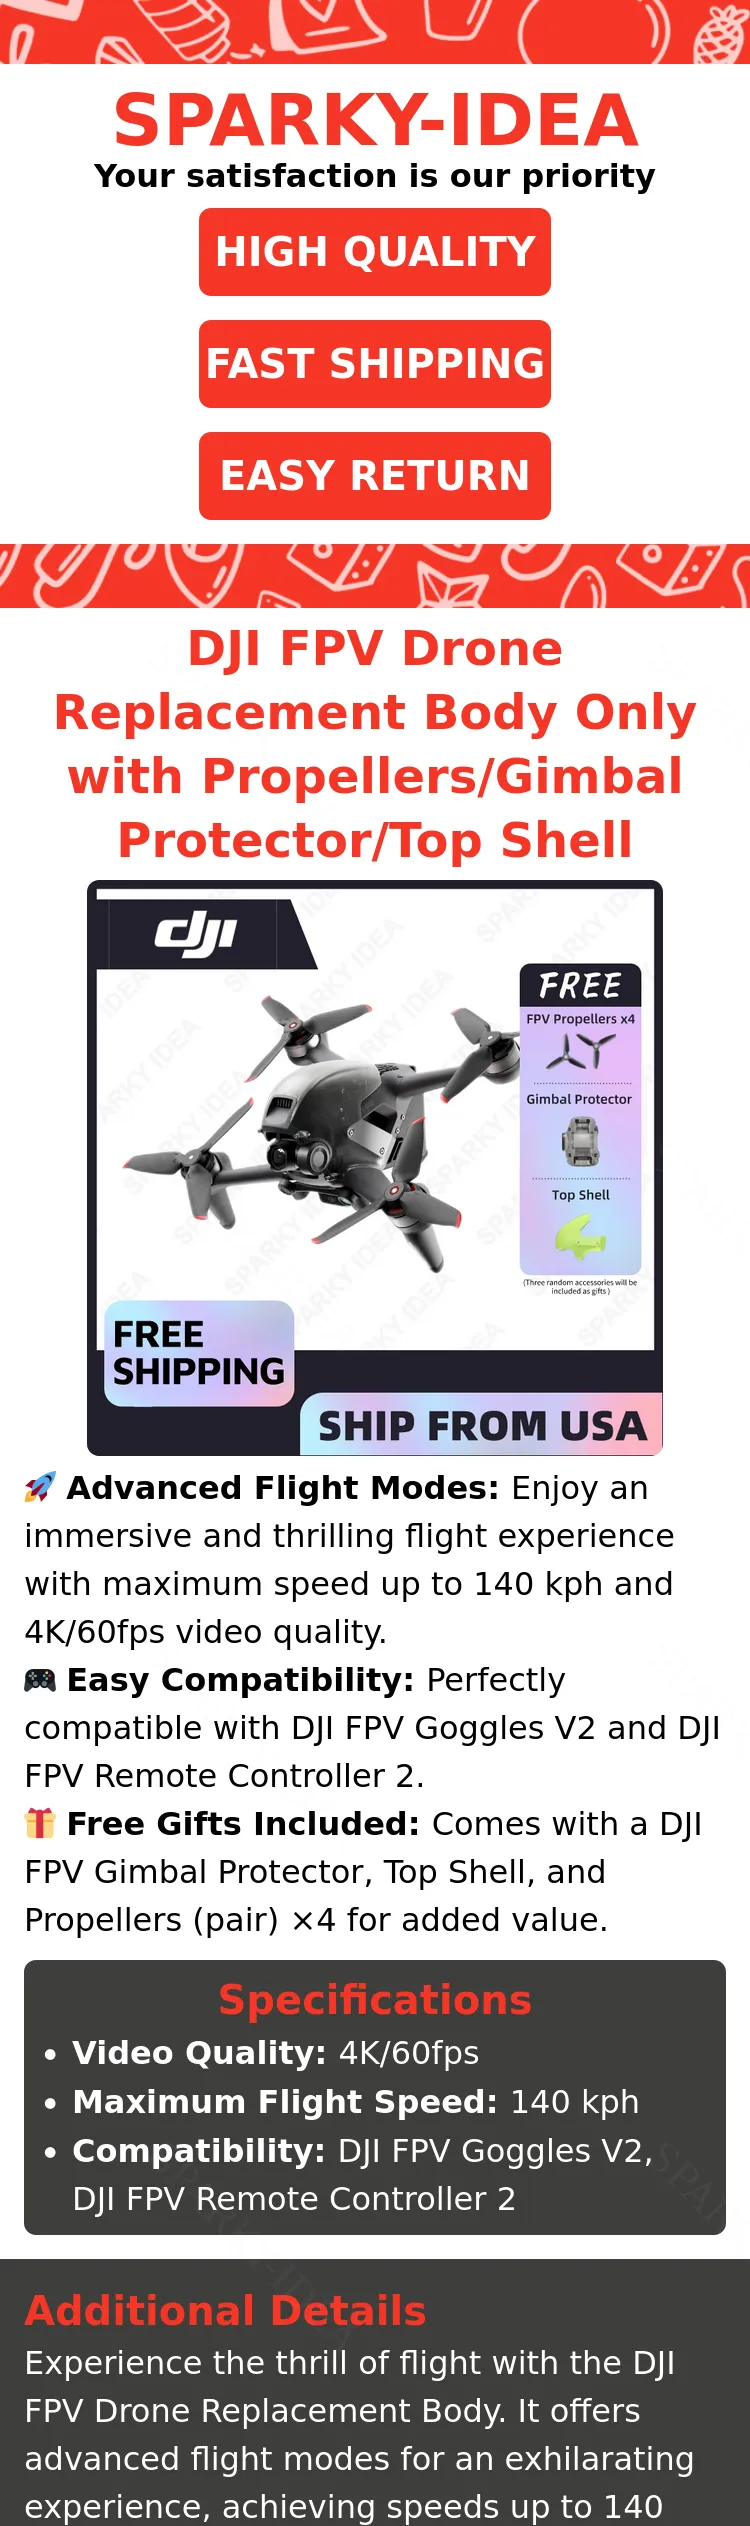 SPARKY-IDEA
Your satisfaction is our priority
HIGH QUALITY
FAST SHIPPING
EASY RETURN
DJI FPV Drone
Replacement Body Only
with Propellers/Gimbal
Protector/Top Shell
dji
FREE
FPV Propellers x4
Gimbal Protector
Top Shell
(Three random accessories will be
included as gifts )
SPARKY IDEA
FREE
SHIPPING
SHIP FROM USA
🚀 Advanced Flight Modes: Enjoy an
immersive and thrilling flight experience
with maximum speed up to 140 kph and
4K/60fps video quality.
🎮 Easy Compatibility: Perfectly
compatible with DJI FPV Goggles V2 and DJI
FPV Remote Controller 2.
🎁 Free Gifts Included: Comes with a DJI
FPV Gimbal Protector, Top Shell, and
Propellers (pair) ×4 for added value.
Specifications
• Video Quality: 4K/60fps
• Maximum Flight Speed: 140 kph
• Compatibility: DJI FPV Goggles V2,
DJI FPV Remote Controller 2
Additional Details
Experience the thrill of flight with the DJI
FPV Drone Replacement Body. It offers
advanced flight modes for an exhilarating
experience, achieving speeds up to 140